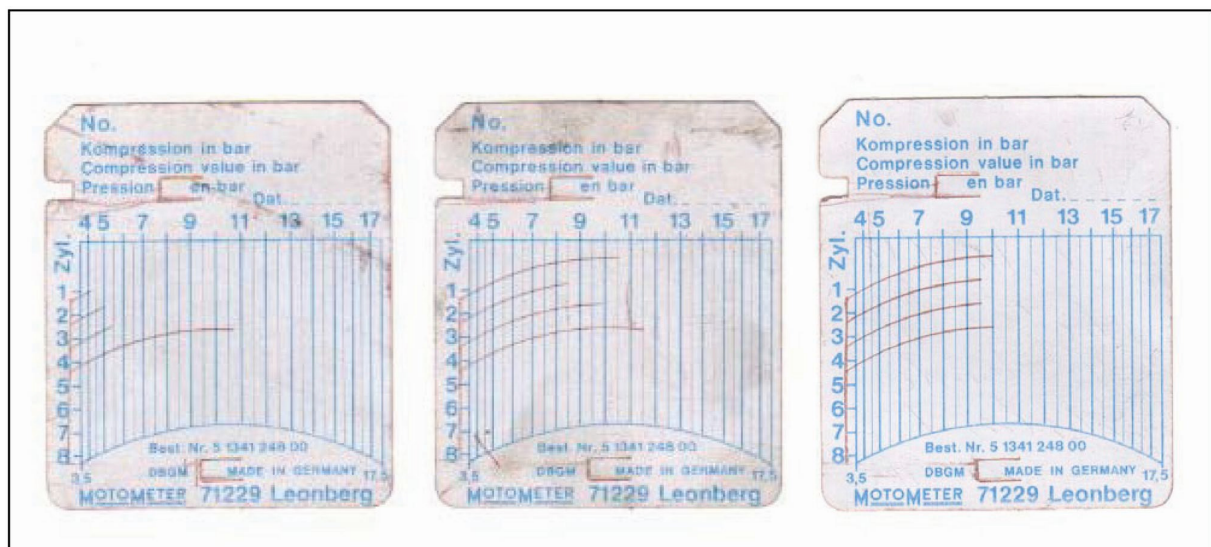 No.
Kompression in bar
Compression value in bar
Pression en bar
Dat.
4 5 7 9 11 13 15 17
Zyl.
1
2
3
4
5
6
7
8
Best. Nr. 5 1341 248 00
3,5 DBGM MADE IN GERMANY 17,5
MOTOMETER 71229 Leonberg
No.
Kompression in bar
Compression value in bar
Pression en bar
Dat.
4 5 7 9 11 13 15 17
Zyl.
1
2
3
4
5
6
7
8
Best. Nr. 5 1341 248 00
3,5 DBGM MADE IN GERMANY 17,5
MOTOMETER 71229 Leonberg
No.
Kompression in bar
Compression value in bar
Pression en bar
Dat.
4 5 7 9 11 13 15 17
Zyl.
1
2
3
4
5
6
7
8
Best. Nr. 5 1341 248 00
3,5 DBGM MADE IN GERMANY 17,5
MOTOMETER 71229 Leonberg